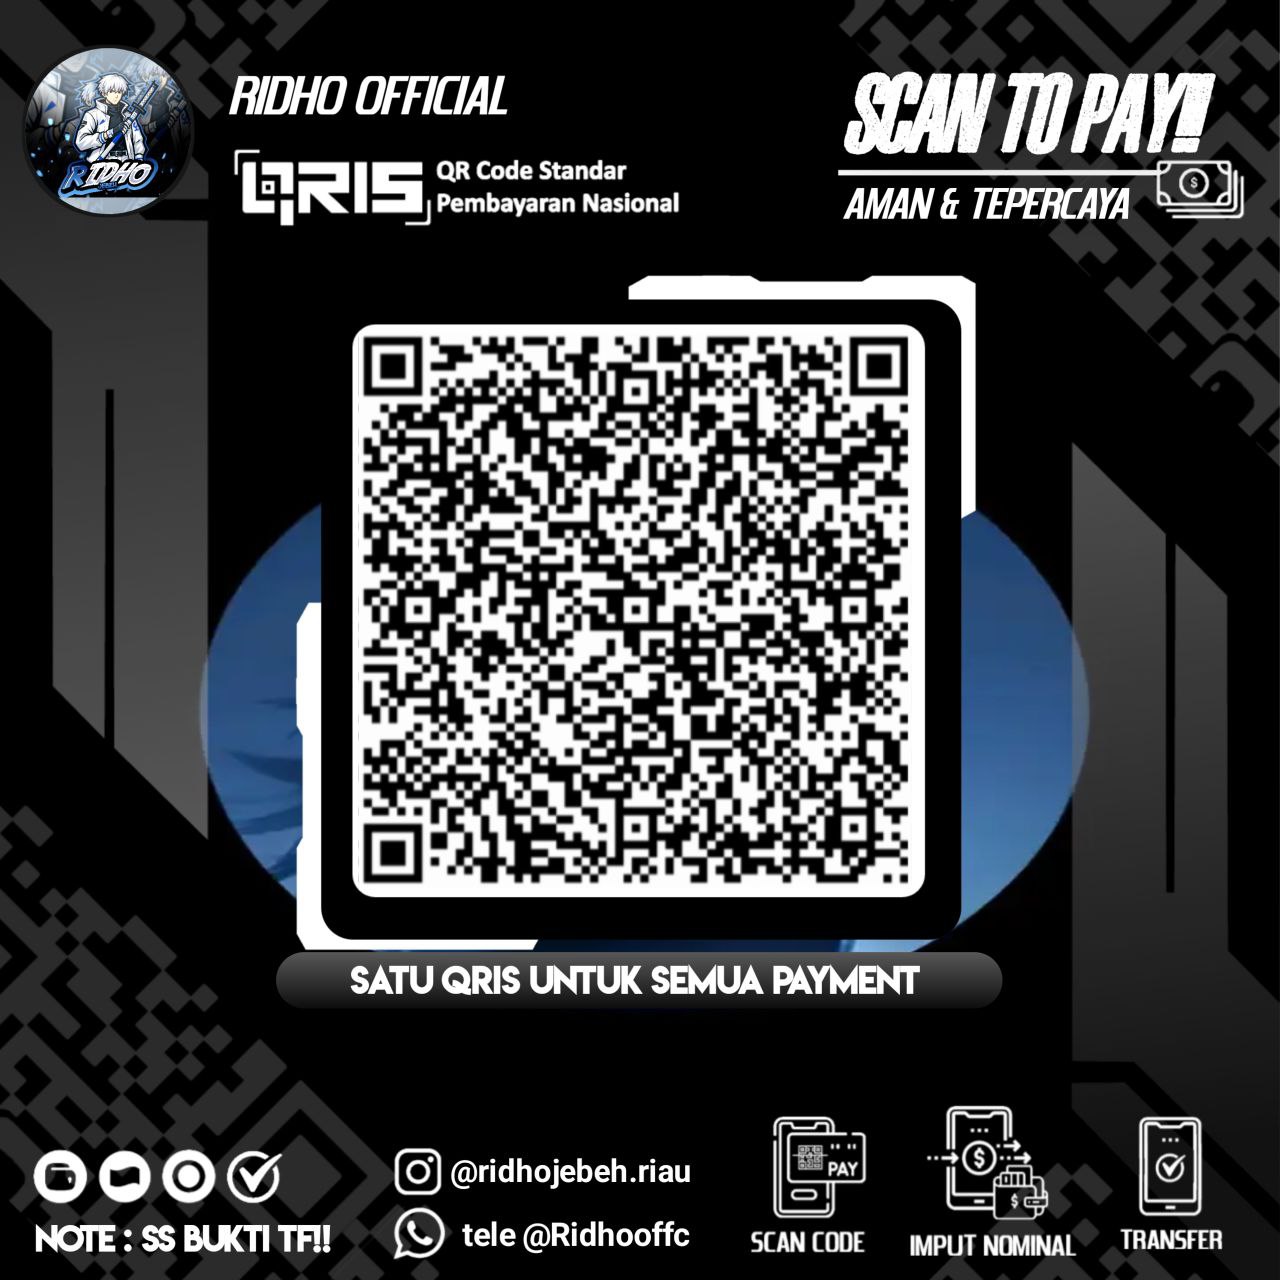 RIDHO OFFICIAL
SCAN TO PAY!!
QRIS
QR Code Standar
Pembayaran Nasional
AMAN & TEPERCAYA
RIDHO
SATU QRIS UNTUK SEMUA PAYMENT
PAY
@ridhojebeh.riau
NOTE : SS BUKTI TF!!
tele @Ridhooffc
SCAN CODE
IMPUT NOMINAL
TRANSFER